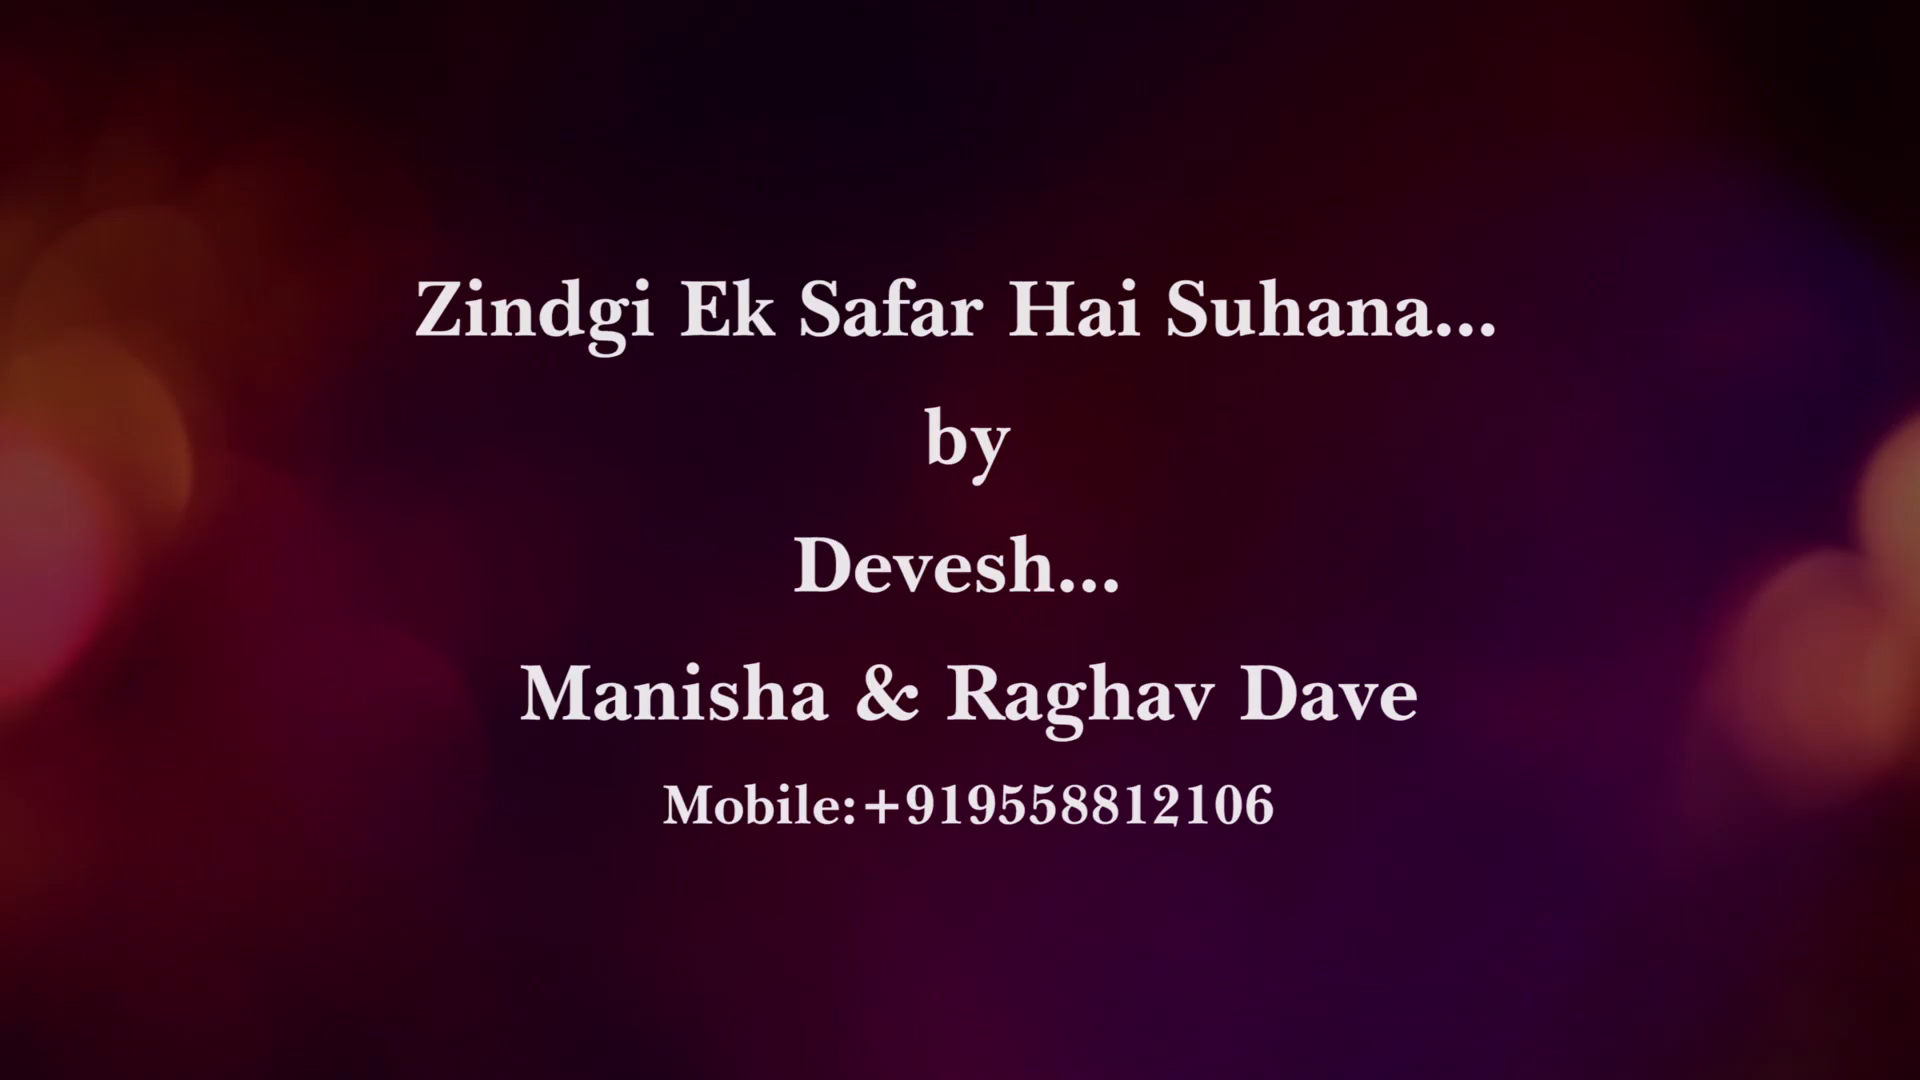 Zindgi Ek Safar Hai Suhana...
by
Devesh...
Manisha & Raghav Dave
Mobile:+919558812106